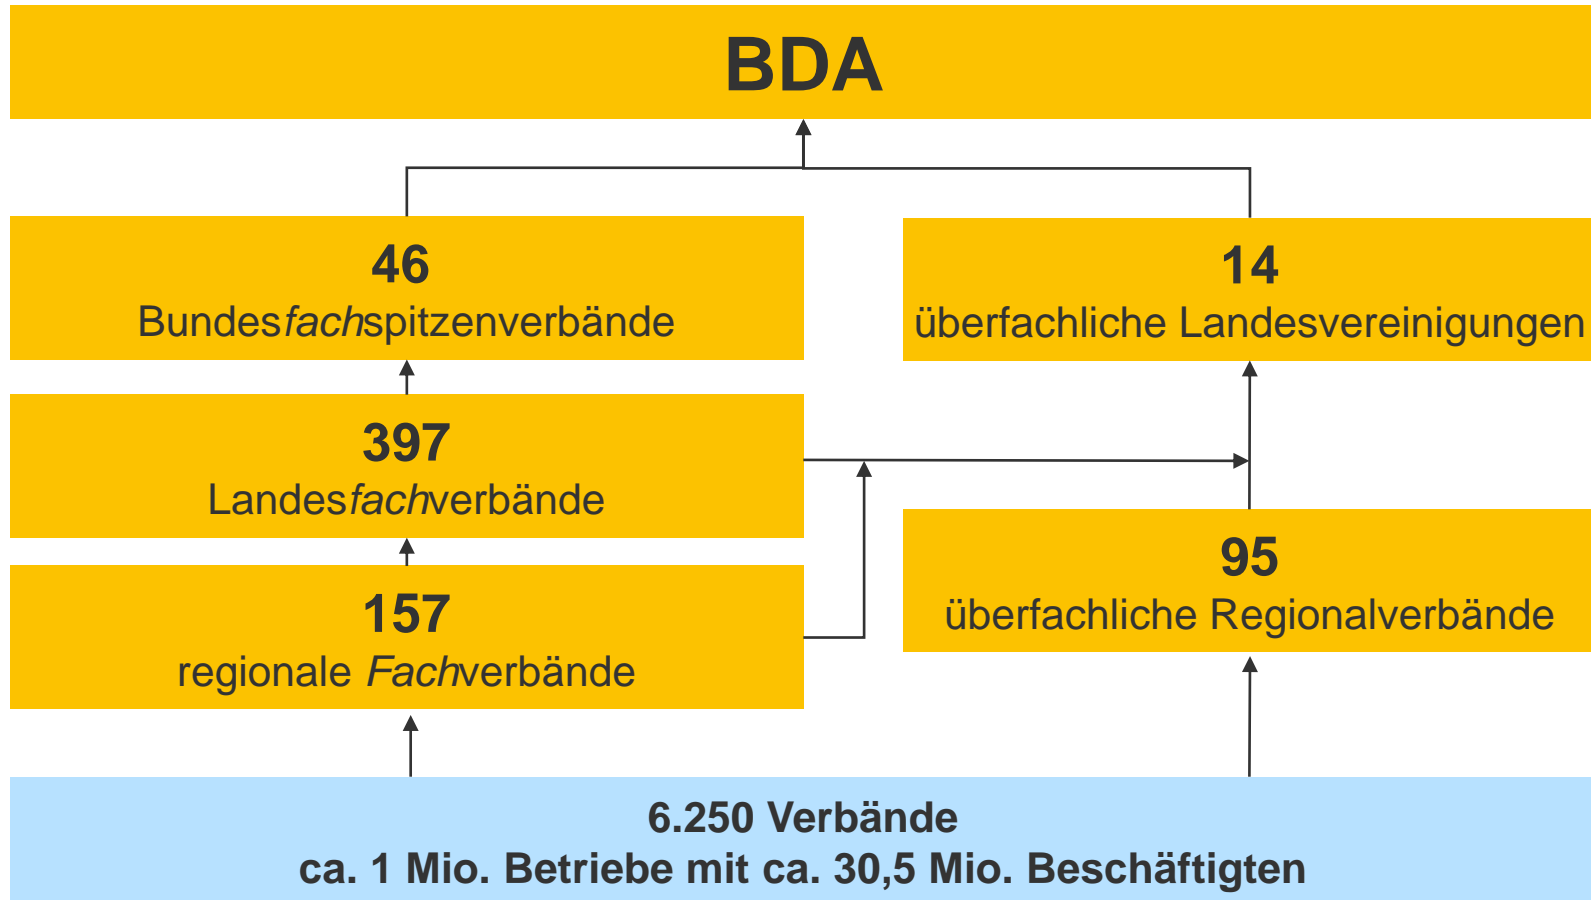 BDA
46
Bundesfachspitzenverbände
14
überfachliche Landesvereinigungen
397
Landesfachverbände
95
überfachliche Regionalverbände
157
regionale Fachverbände
6.250 Verbände
ca. 1 Mio. Betriebe mit ca. 30,5 Mio. Beschäftigten